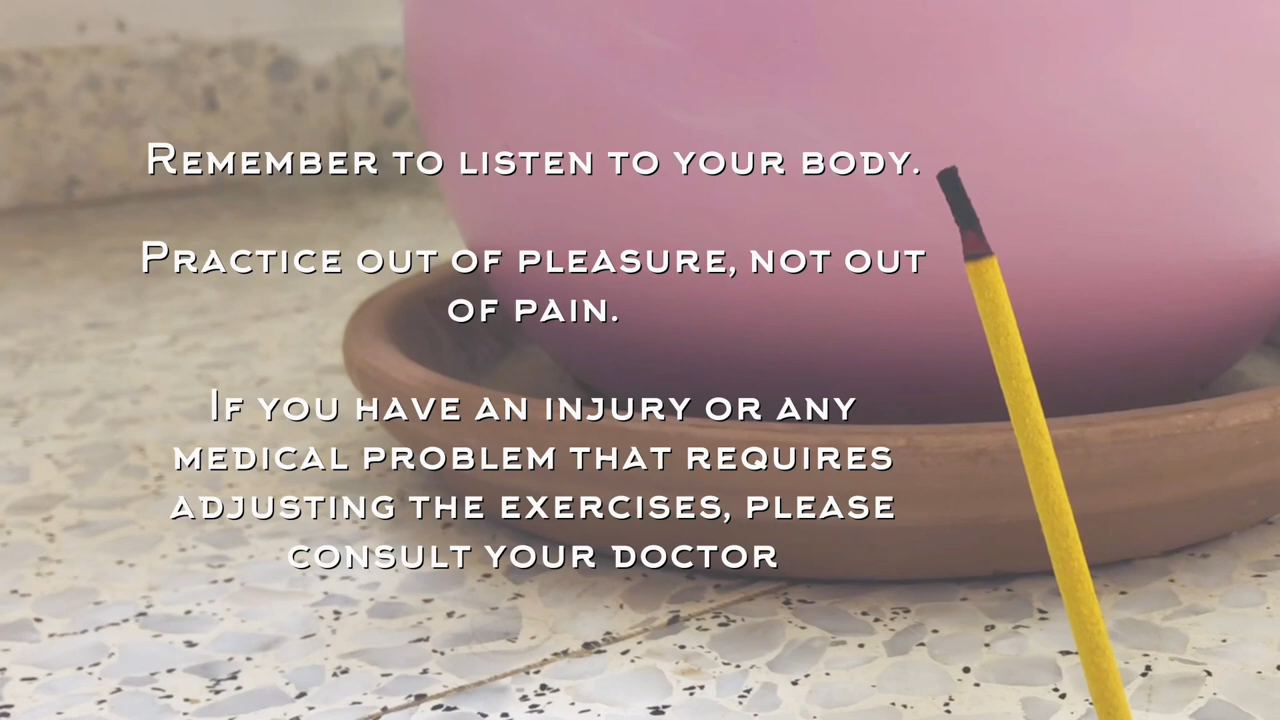 Remember to listen to your body.
Practice out of pleasure, not out
of pain.
If you have an injury or any
medical problem that requires
adjusting the exercises, please
consult your doctor